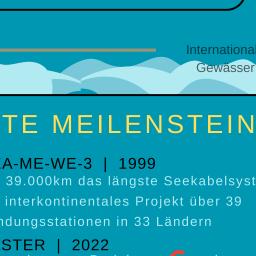 International
Gewässer
TE MEILENSTEIN
A-ME-WE-3 | 1999
39.000km das längste Seekabelsyst
interkontinentales Projekt über 39
ndungsstationen in 33 Ländern
STER | 2022